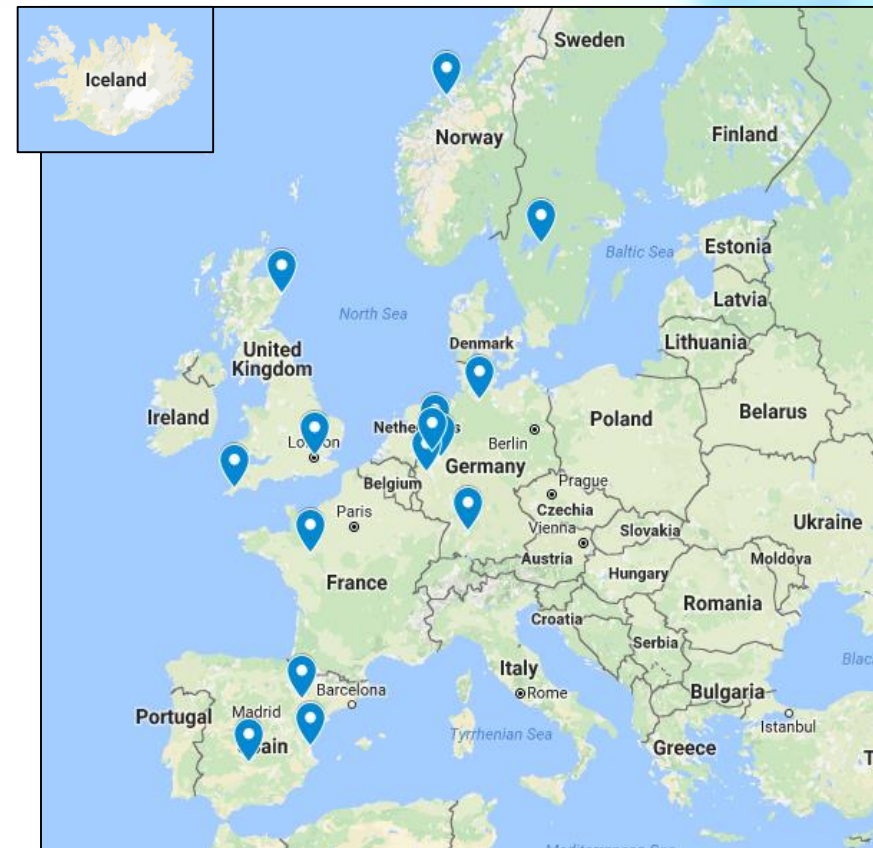 Iceland
Sweden
Norway
Finland
Baltic Sea
Estonia
North Sea
Latvia
Denmark
Lithuania
United
Kingdom
Ireland
Poland
Belarus
Berlin
Germany
Belgium
Prague
Paris
Czechia
Vienna
Slovakia
Ukraine
Austria
Moldova
France
Hungary
Romania
Croatia
Serbia
Italy
Barcelona
Rome
Bulgaria
Portugal
Madrid
Istanbul
Tyrrhenian Sea
Greece